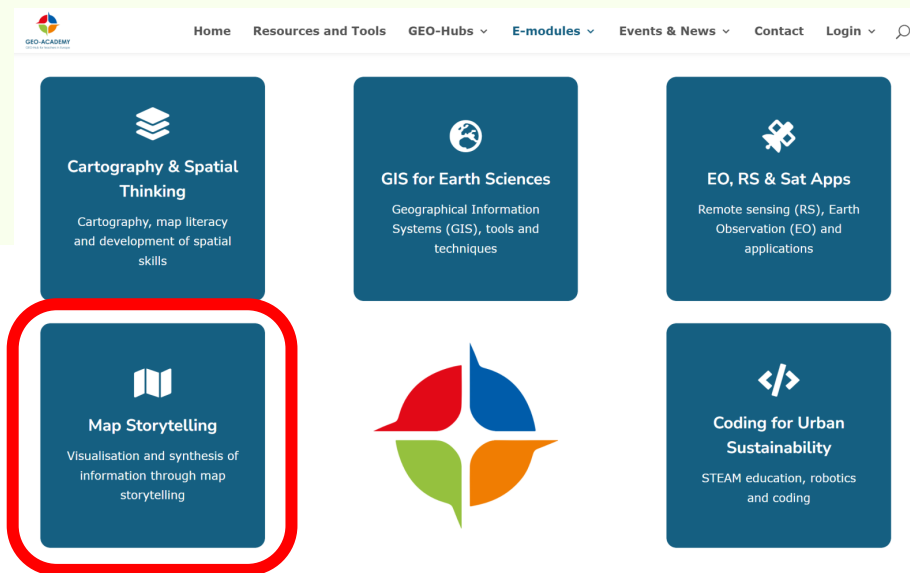 GEO-ACADEMY
Home Resources and Tools GEO-Hubs E-modules Events & News Contact Login
Cartography & Spatial
Thinking
Cartography, map literacy
and development of spatial
skills
GIS for Earth Sciences
Geographical Information
Systems (GIS), tools and
techniques
EO, RS & Sat Apps
Remote sensing (RS), Earth
Observation (EO) and
applications
Map Storytelling
Visualisation and synthesis of
information through map
storytelling
Coding for Urban
Sustainability
STEAM education, robotics
and coding